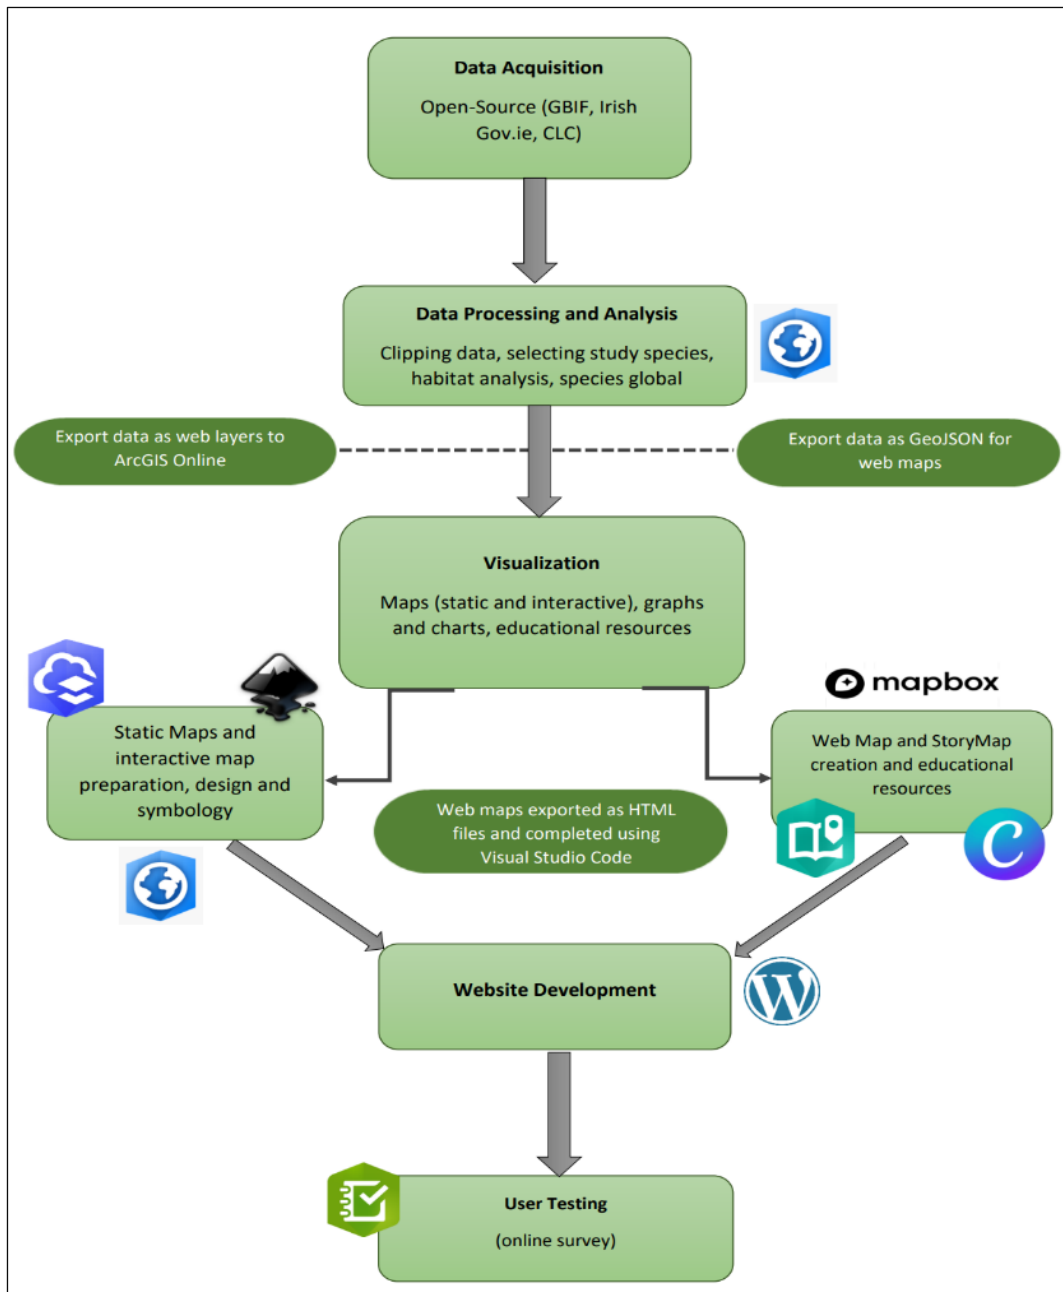 Data Acquisition
Open-Source (GBIF, Irish
Gov.ie, CLC)
Data Processing and Analysis
Clipping data, selecting study species,
habitat analysis, species global
Export data as web layers to
ArcGIS Online
Export data as GeoJSON for
web maps
Visualization
Maps (static and interactive), graphs
and charts, educational resources
mapbox
Static Maps and
interactive map
preparation, design and
symbology
Web Map and StoryMap
creation and educational
resources
Web maps exported as HTML
files and completed using
Visual Studio Code
C
Website Development
W
User Testing
(online survey)